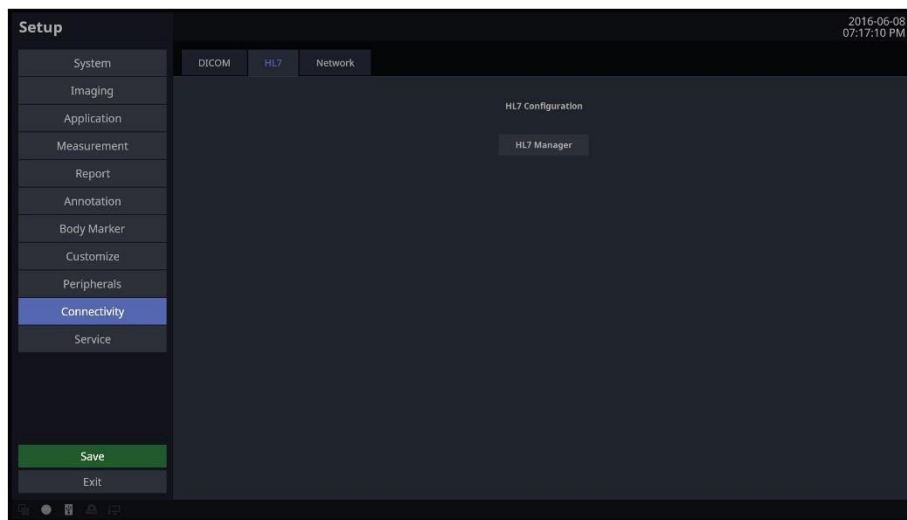 Setup
2016-06-08
07:17:10 PM
System
Imaging
Application
Measurement
Report
Annotation
Body Marker
Customize
Peripherals
Connectivity
Service
Save
Exit
DICOM HL7 Network
HL7 Configuration
HL7 Manager